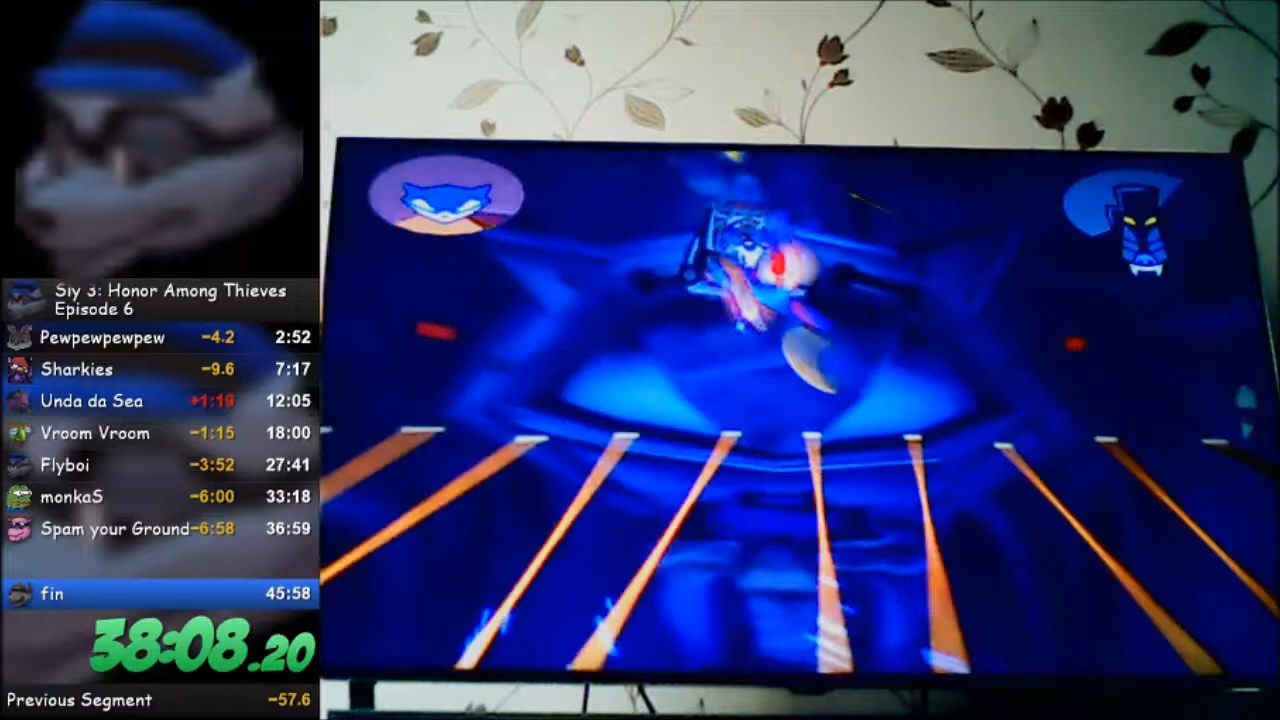 Sly 3: Honor Among Thieves
Episode 6
Pewpewpewpew −4.2 2:52
Sharkies −9.6 7:17
Unda da Sea +1:19 12:05
Vroom Vroom −1:15 18:00
Flyboi −3:52 27:41
monkaS −6:00 33:18
Spam your Ground −6:58 36:59
fin 45:58
38:08.20
Previous Segment −57.6